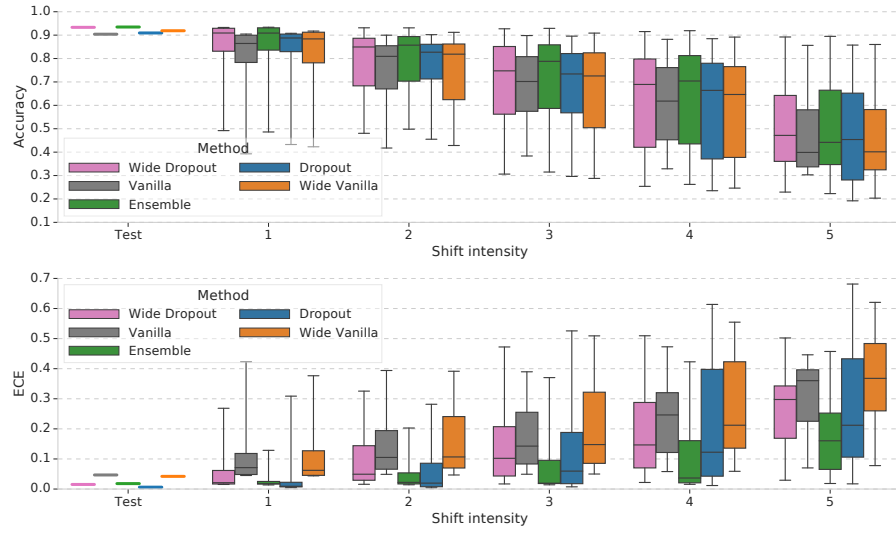 1.0
0.9
0.8
0.7
0.6
0.5
0.4
0.3
0.2
0.1
Accuracy
Method
Wide Dropout
Dropout
Vanilla
Wide Vanilla
Ensemble
Test 1 2 3 4 5
Shift intensity
0.7
0.6
0.5
0.4
0.3
0.2
0.1
0.0
ECE
Method
Wide Dropout
Dropout
Vanilla
Wide Vanilla
Ensemble
Test 1 2 3 4 5
Shift intensity